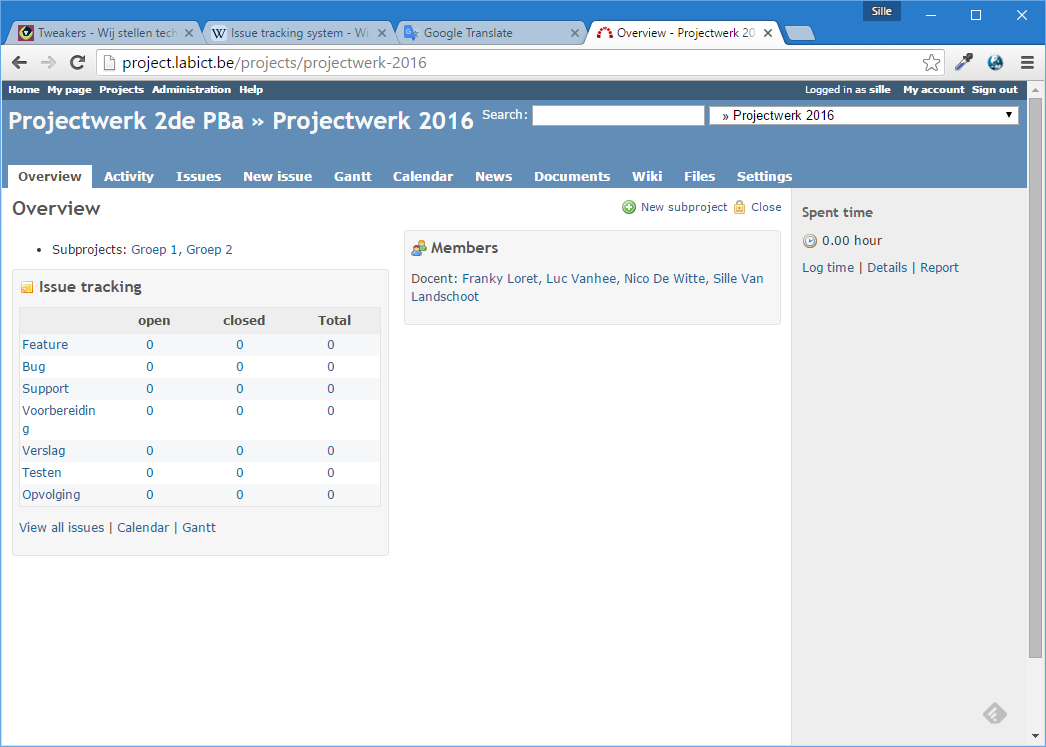 Sille
Tweakers - Wij stellen tech
Issue tracking system - Wi
Google Translate
Overview - Projectwerk 20
project.labict.be/projects/projectwerk-2016
Home My page Projects Administration Help
Logged in as sille My account Sign out
Projectwerk 2de PBa » Projectwerk 2016
Search:
» Projectwerk 2016
Overview Activity Issues New issue Gantt Calendar News Documents Wiki Files Settings
Overview
New subproject Close
• Subprojects: Groep 1, Groep 2
Issue tracking
open closed Total
Feature 0 0 0
Bug 0 0 0
Support 0 0 0
Voorbereidin 0 0 0
g
Verslag 0 0 0
Testen 0 0 0
Opvolging 0 0 0
View all issues | Calendar | Gantt
Members
Docent: Franky Loret, Luc Vanhee, Nico De Witte, Sille Van
Landschoot
Spent time
0.00 hour
Log time | Details | Report